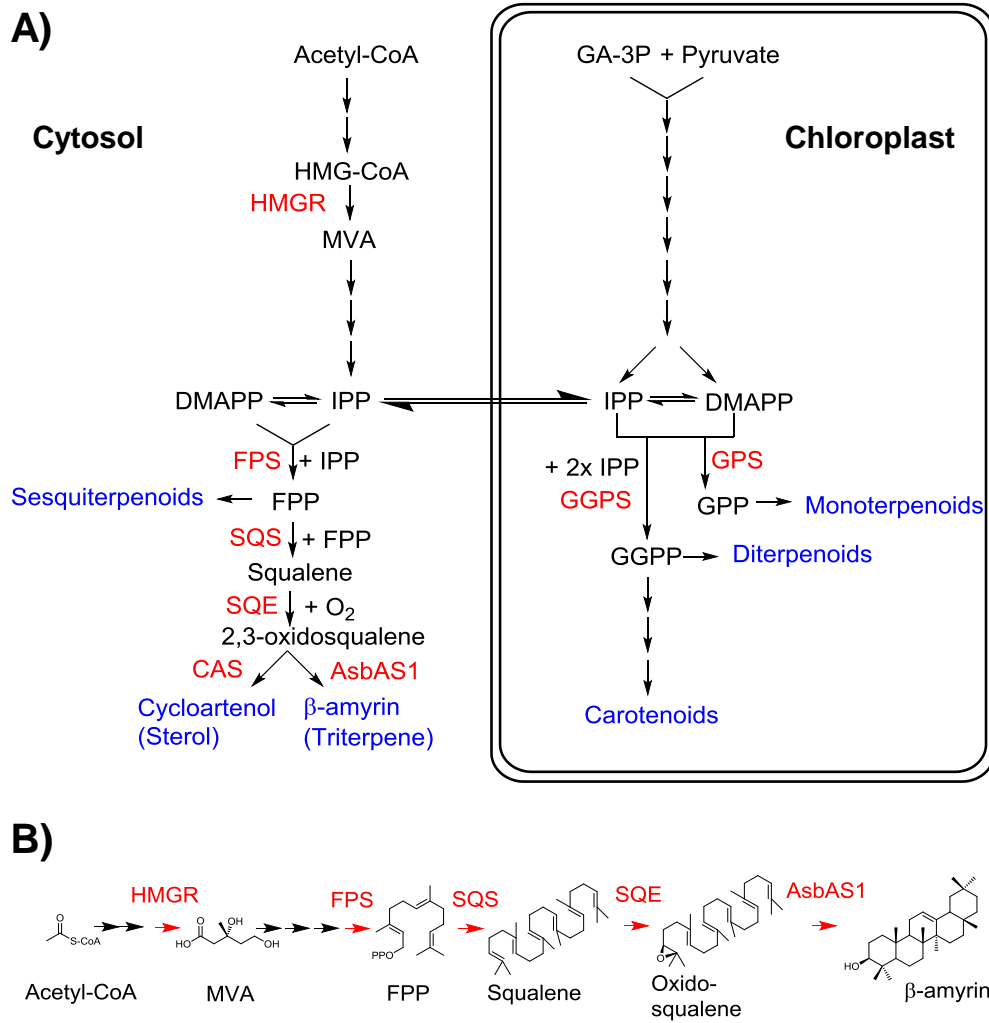 A)
Acetyl-CoA
GA-3P + Pyruvate
Cytosol
Chloroplast
HMG-CoA
HMGR
MVA
DMAPP
IPP
IPP
DMAPP
FPS + IPP
+ 2x IPP
GPS
GGPS
Sesquiterpenoids
FPP
GPP
Monoterpenoids
SQS + FPP
GGPP
Diterpenoids
Squalene
SQE + O₂
2,3-oxidosqualene
CAS
AsbAS1
Cycloartenol
(Sterol)
β-amyrin
(Triterpene)
Carotenoids
B)
HMGR
FPS
SQS
SQE
AsbAS1
O
S-CoA
O
OH
HO
OH
PPO
O
HO
Acetyl-CoA
MVA
FPP
Squalene
Oxido-
squalene
β-amyrin